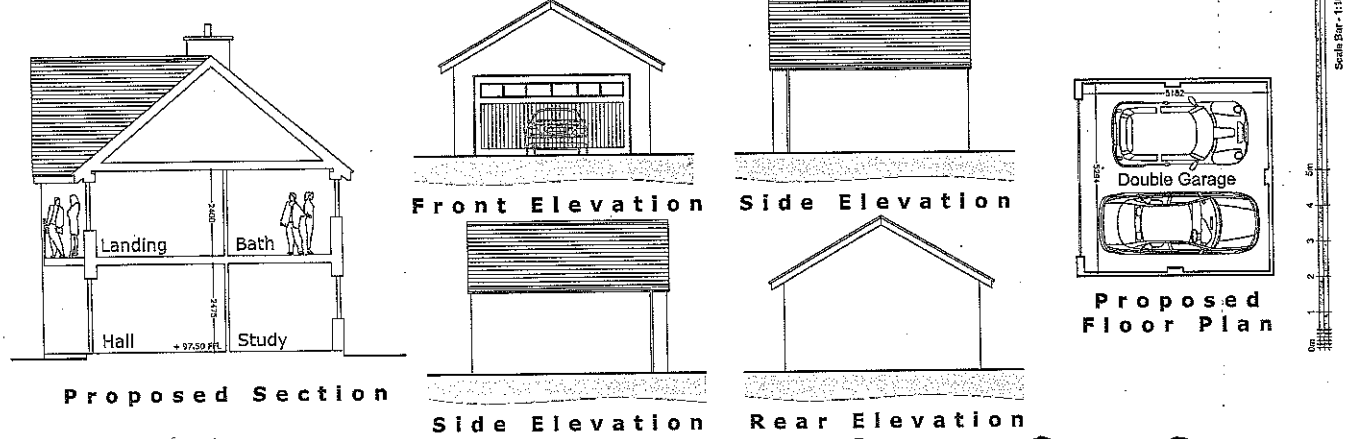 Landing
Bath
2400
2475
Hall
+ 97.50 FFL
Study
Proposed Section
Front Elevation
Side Elevation
Side Elevation
Rear Elevation
5182
Double Garage
Proposed
Floor Plan
5m
4
3
2
1
0m